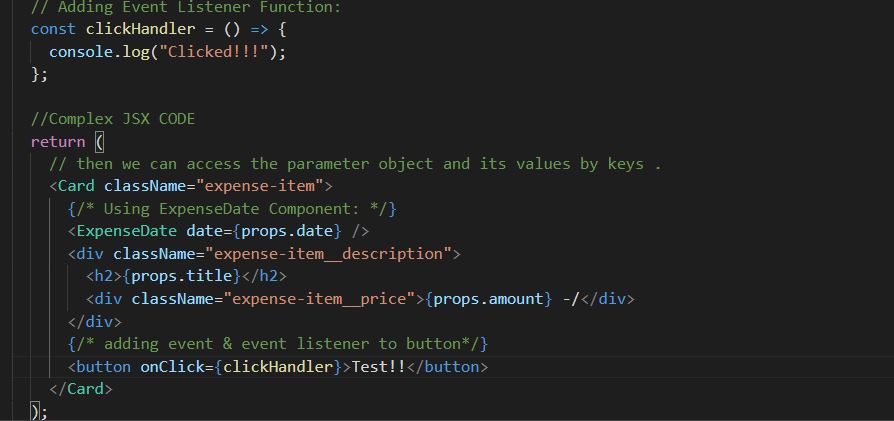 // Adding Event Listener Function:
const clickHandler = () => {
  console.log("Clicked!!!");
};

//Complex JSX CODE
return (
  // then we can access the parameter object and its values by keys .
  <Card className="expense-item">
    {/* Using ExpenseDate Component: */}
    <ExpenseDate date={props.date} />
    <div className="expense-item__description">
      <h2>{props.title}</h2>
      <div className="expense-item__price">{props.amount} -/</div>
    </div>
    {/* adding event & event listener to button*/}
    <button onClick={clickHandler}>Test!!</button>
  </Card>
);